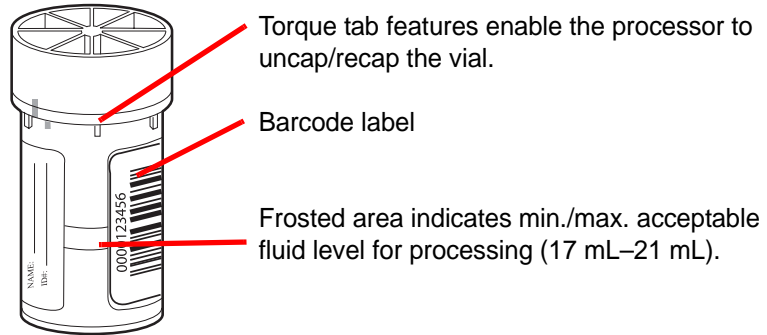 Torque tab features enable the processor to
uncap/recap the vial.
Barcode label
Frosted area indicates min./max. acceptable
fluid level for processing (17 mL–21 mL).
NAME:
ID#:
0000123456